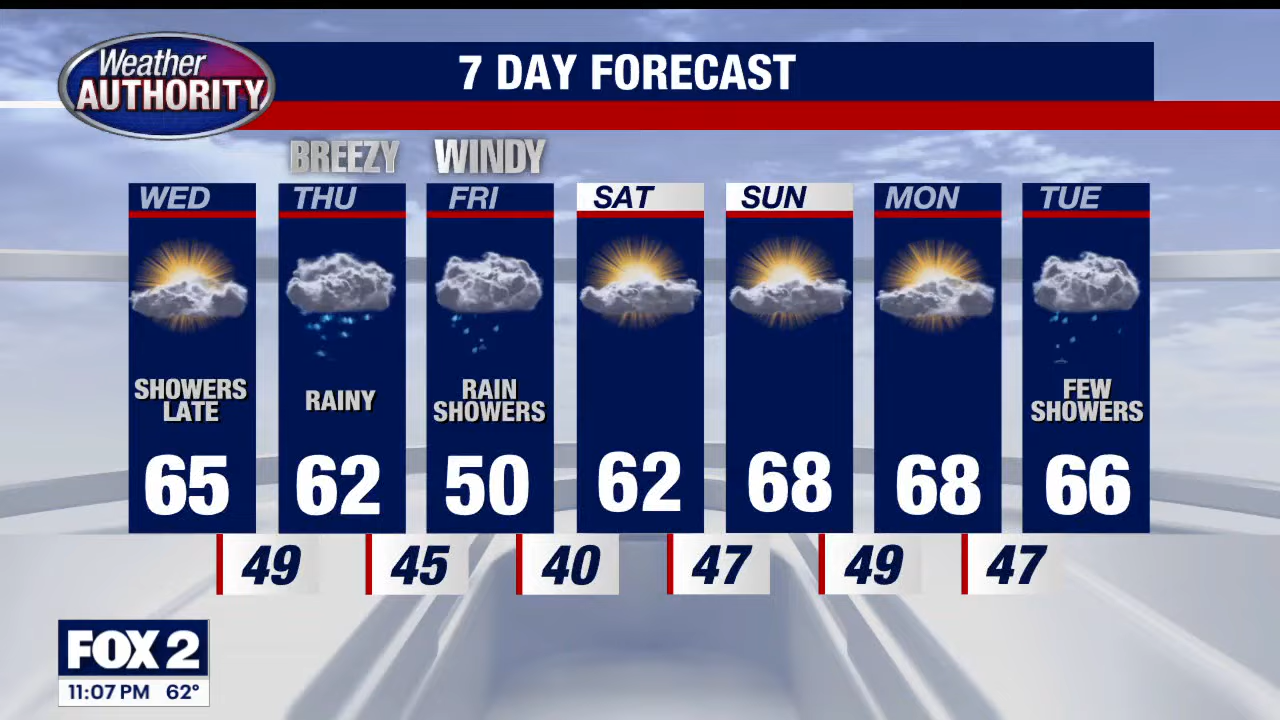 Weather
AUTHORITY
7 DAY FORECAST
BREEZY WINDY
WED THU FRI SAT SUN MON TUE
SHOWERS
LATE
RAINY
RAIN
SHOWERS
FEW
SHOWERS
65 62 50 62 68 68 66
49 45 40 47 49 47
FOX 2
11:07 PM 62°